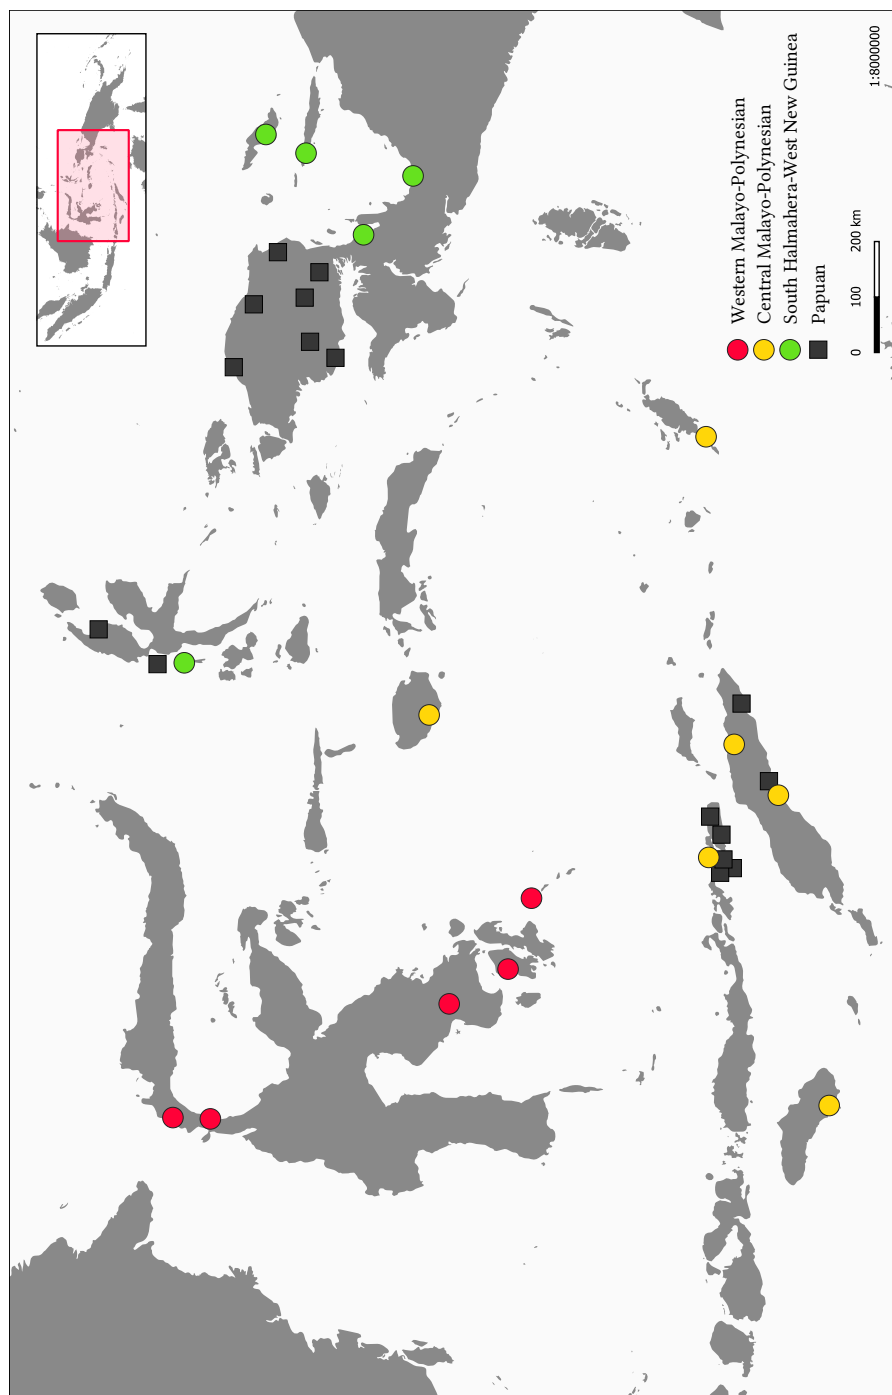 Western Malayo-Polynesian
Central Malayo-Polynesian
South Halmahera-West New Guinea
Papuan
0 100 200 km
1:8000000